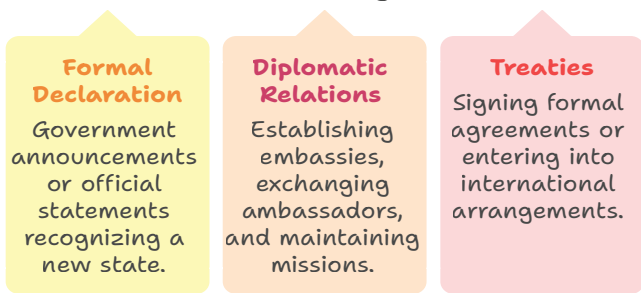 Formal
Declaration
Government
announcements
or official
statements
recognizing a
new state.
Diplomatic
Relations
Establishing
embassies,
exchanging
ambassadors,
and maintaining
missions.
Treaties
Signing formal
agreements or
entering into
international
arrangements.